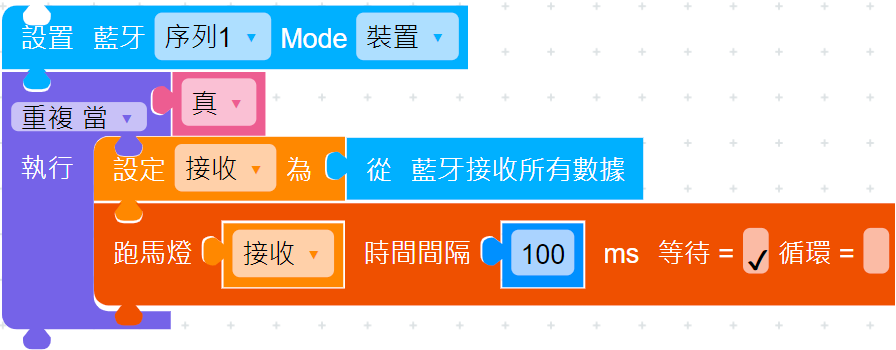 設置 藍牙 序列1 Mode 裝置
重複 當 真
執行 設定 接收 為 從 藍牙接收所有數據
跑馬燈 接收 時間間隔 100 ms 等待 = ✓ 循環 =